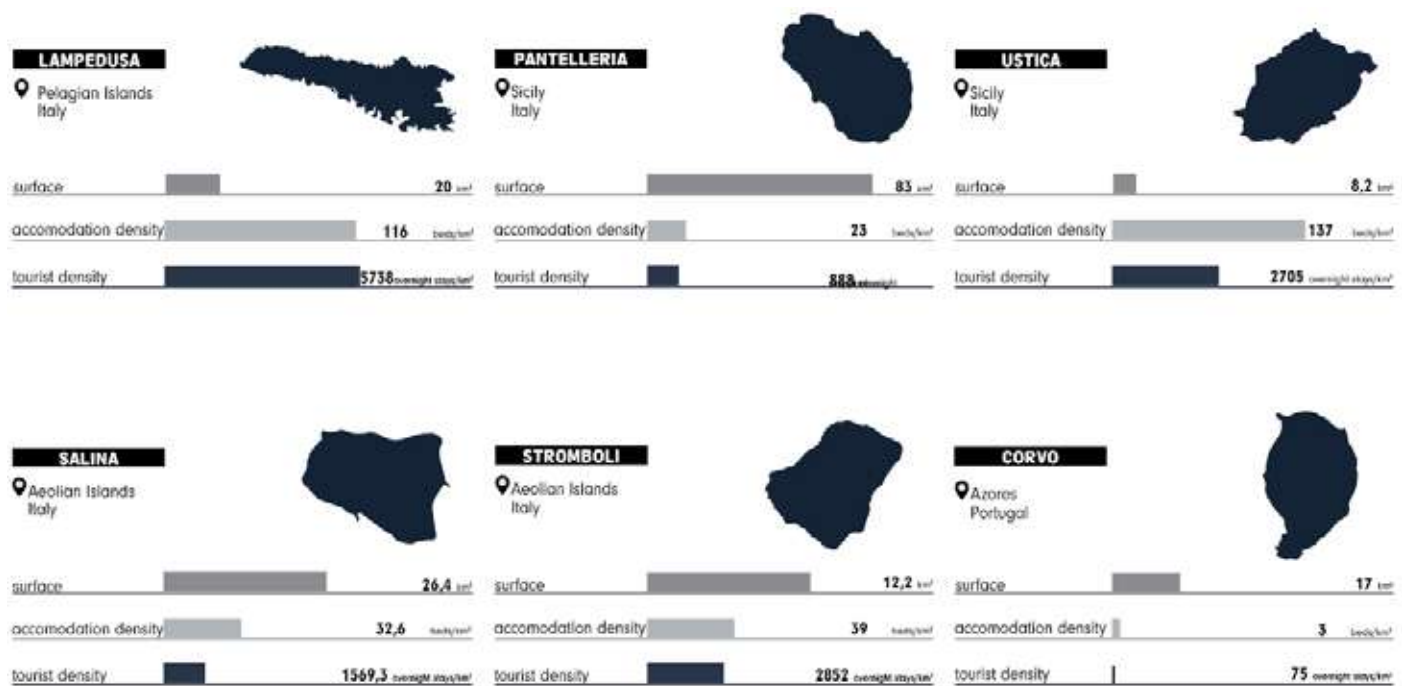 LAMPEDUSA
Pelagian Islands
Italy
surface 20 km²
accomodation density 116 beds/km²
tourist density 5738 overnight stays/km²
PANTELLERIA
Sicily
Italy
surface 83 km²
accomodation density 23 beds/km²
tourist density 888 overnight
USTICA
Sicily
Italy
surface 8,2 km²
accomodation density 137 beds/km²
tourist density 2705 overnight stays/km²
SALINA
Aeolian Islands
Italy
surface 26,4 km²
accomodation density 32,6 beds/km²
tourist density 1569,3 overnight stays/km²
STROMBOLI
Aeolian Islands
Italy
surface 12,2 km²
accomodation density 39 beds/km²
tourist density 2852 overnight stays/km²
CORVO
Azores
Portugal
surface 17 km²
accomodation density 3 beds/km²
tourist density 75 overnight stays/km²